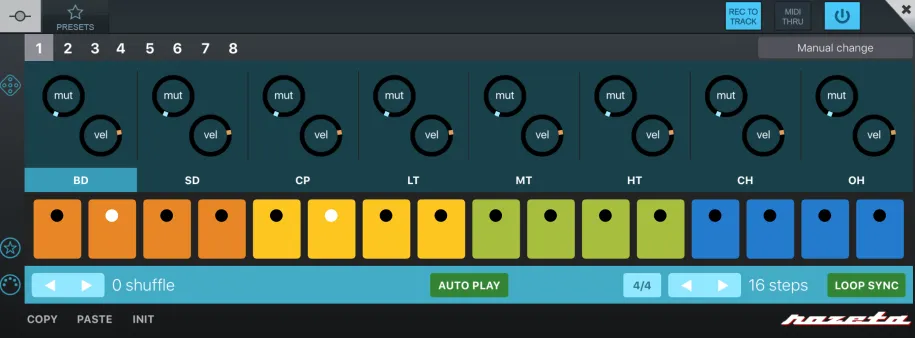 PRESETS
REC TO
TRACK
MIDI
THRU
1 2 3 4 5 6 7 8
Manual change
mut mut mut mut mut mut mut mut
vel vel vel vel vel vel vel vel
BD SD CP LT MT HT CH OH
0 shuffle AUTO PLAY 4/4 16 steps LOOP SYNC
COPY PASTE INIT
nazeta